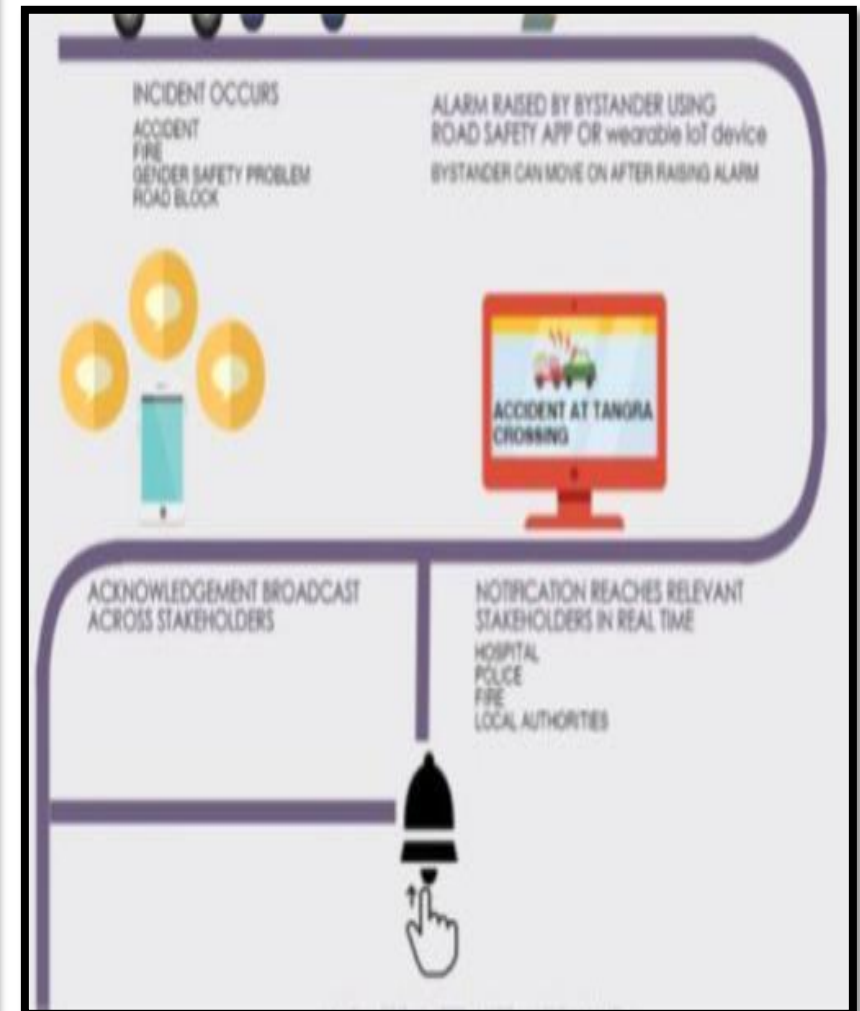 INCIDENT OCCURS
ACCIDENT
FIRE
GENDER SAFETY PROBLEM
ROAD BLOCK
ALARM RAISED BY BYSTANDER USING
ROAD SAFETY APP OR wearable IoT device
BYSTANDER CAN MOVE ON AFTER RAISING ALARM
ACCIDENT AT TANGRA
CROSSING
ACKNOWLEDGEMENT BROADCAST
ACROSS STAKEHOLDERS
NOTIFICATION REACHES RELEVANT
STAKEHOLDERS IN REAL TIME
HOSPITAL
POLICE
FIRE
LOCAL AUTHORITIES